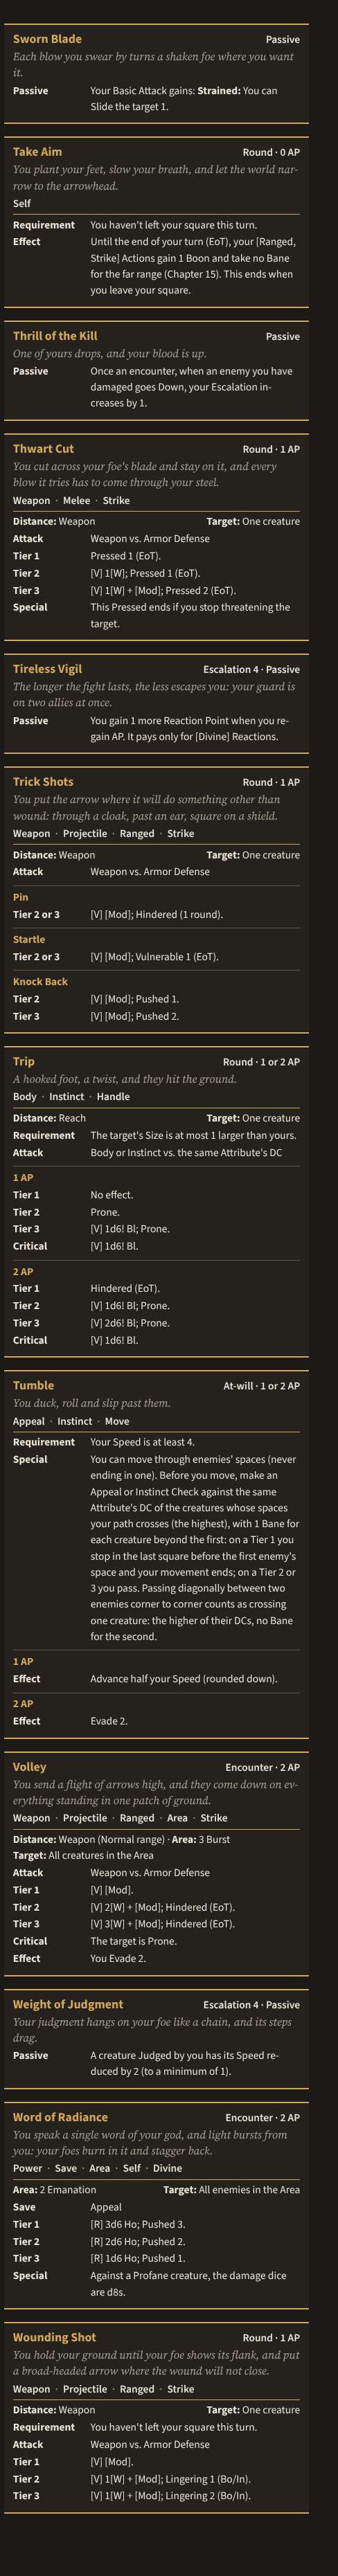 Sworn Blade Passive
Each blow you swear by turns a shaken foe where you want
it.
Passive Your Basic Attack gains: Strained: You can
Slide the target 1.
Take Aim Round · 0 AP
You plant your feet, slow your breath, and let the world nar-
row to the arrowhead.
Self
Requirement You haven't left your square this turn.
Effect Until the end of your turn (EoT), your [Ranged,
Strike] Actions gain 1 Boon and take no Bane
for the far range (Chapter 15). This ends when
you leave your square.
Thrill of the Kill Passive
One of yours drops, and your blood is up.
Passive Once an encounter, when an enemy you have
damaged goes Down, your Escalation in-
creases by 1.
Thwart Cut Round · 1 AP
You cut across your foe's blade and stay on it, and every
blow it tries has to come through your steel.
Weapon · Melee · Strike
Distance: Weapon Target: One creature
Attack Weapon vs. Armor Defense
Tier 1 Pressed 1 (EoT).
Tier 2 [V] 1[W]; Pressed 1 (EoT).
Tier 3 [V] 1[W] + [Mod]; Pressed 2 (EoT).
Special This Pressed ends if you stop threatening the
target.
Tireless Vigil Escalation 4 · Passive
The longer the fight lasts, the less escapes you: your guard is
on two allies at once.
Passive You gain 1 more Reaction Point when you re-
gain AP. It pays only for [Divine] Reactions.
Trick Shots Round · 1 AP
You put the arrow where it will do something other than
wound: through a cloak, past an ear, square on a shield.
Weapon · Projectile · Ranged · Strike
Distance: Weapon Target: One creature
Attack Weapon vs. Armor Defense
Pin
Tier 2 or 3 [V] [Mod]; Hindered (1 round).
Startle
Tier 2 or 3 [V] [Mod]; Vulnerable 1 (EoT).
Knock Back
Tier 2 [V] [Mod]; Pushed 1.
Tier 3 [V] [Mod]; Pushed 2.
Trip Round · 1 or 2 AP
A hooked foot, a twist, and they hit the ground.
Body · Instinct · Handle
Distance: Reach Target: One creature
Requirement The target's Size is at most 1 larger than yours.
Attack Body or Instinct vs. the same Attribute's DC
1 AP
Tier 1 No effect.
Tier 2 Prone.
Tier 3 [V] 1d6! Bl; Prone.
Critical [V] 1d6! Bl.
2 AP
Tier 1 Hindered (EoT).
Tier 2 [V] 1d6! Bl; Prone.
Tier 3 [V] 2d6! Bl; Prone.
Critical [V] 1d6! Bl.
Tumble At-will · 1 or 2 AP
You duck, roll and slip past them.
Appeal · Instinct · Move
Requirement Your Speed is at least 4.
Special You can move through enemies' spaces (never
ending in one). Before you move, make an
Appeal or Instinct Check against the same
Attribute's DC of the creatures whose spaces
your path crosses (the highest), with 1 Bane for
each creature beyond the first: on a Tier 1 you
stop in the last square before the first enemy's
space and your movement ends; on a Tier 2 or
3 you pass. Passing diagonally between two
enemies corner to corner counts as crossing
one creature: the higher of their DCs, no Bane
for the second.
1 AP
Effect Advance half your Speed (rounded down).
2 AP
Effect Evade 2.
Volley Encounter · 2 AP
You send a flight of arrows high, and they come down on ev-
erything standing in one patch of ground.
Weapon · Projectile · Ranged · Area · Strike
Distance: Weapon (Normal range) · Area: 3 Burst
Target: All creatures in the Area
Attack Weapon vs. Armor Defense
Tier 1 [V] [Mod].
Tier 2 [V] 2[W] + [Mod]; Hindered (EoT).
Tier 3 [V] 3[W] + [Mod]; Hindered (EoT).
Critical The target is Prone.
Effect You Evade 2.
Weight of Judgment Escalation 4 · Passive
Your judgment hangs on your foe like a chain, and its steps
drag.
Passive A creature Judged by you has its Speed re-
duced by 2 (to a minimum of 1).
Word of Radiance Encounter · 2 AP
You speak a single word of your god, and light bursts from
you: your foes burn in it and stagger back.
Power · Save · Area · Self · Divine
Area: 2 Emanation Target: All enemies in the Area
Save Appeal
Tier 1 [R] 3d6 Ho; Pushed 3.
Tier 2 [R] 2d6 Ho; Pushed 2.
Tier 3 [R] 1d6 Ho; Pushed 1.
Special Against a Profane creature, the damage dice
are d8s.
Wounding Shot Round · 1 AP
You hold your ground until your foe shows its flank, and put
a broad-headed arrow where the wound will not close.
Weapon · Projectile · Ranged · Strike
Distance: Weapon Target: One creature
Requirement You haven't left your square this turn.
Attack Weapon vs. Armor Defense
Tier 1 [V] [Mod].
Tier 2 [V] 1[W] + [Mod]; Lingering 1 (Bo/In).
Tier 3 [V] 1[W] + [Mod]; Lingering 2 (Bo/In).